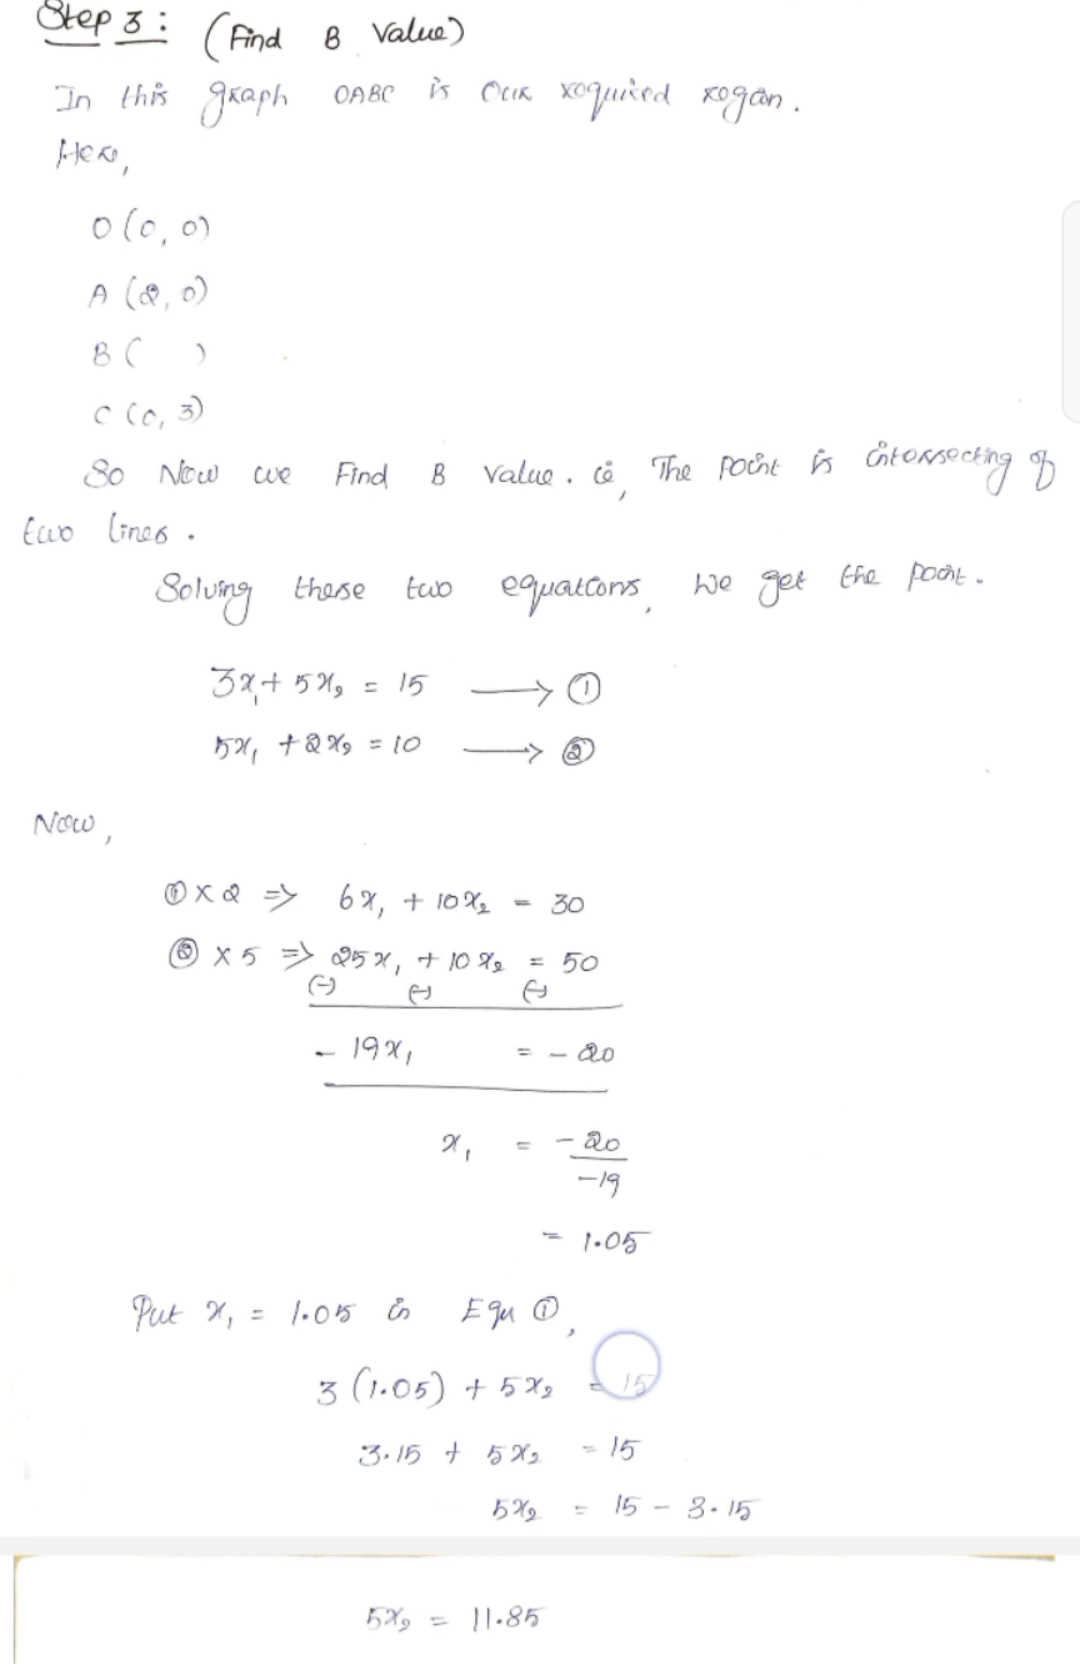 Step 3: (Find B Value)
In this graph OABC is our required regan.
Here,
O (0, 0)
A (2, 0)
B ( )
C (0, 3)
So Now we Find B value. ie, The point is intersecting of
two lines.
Solving these two equations, we get the point.
3x₁ + 5x₂ = 15 → ①
5x₁ + 2x₂ = 10 → ②
Now,
① × 2 ⇒ 6x₁ + 10x₂ = 30
② × 5 ⇒ 25x₁ + 10x₂ = 50
(-) (-) (-)
- 19x₁ = - 20
x₁ = -20/-19
= 1.05
Put x₁ = 1.05 in Equ ①,
3 (1.05) + 5x₂ = 15
3.15 + 5x₂ = 15
5x₂ = 15 - 3.15
5x₂ = 11.85